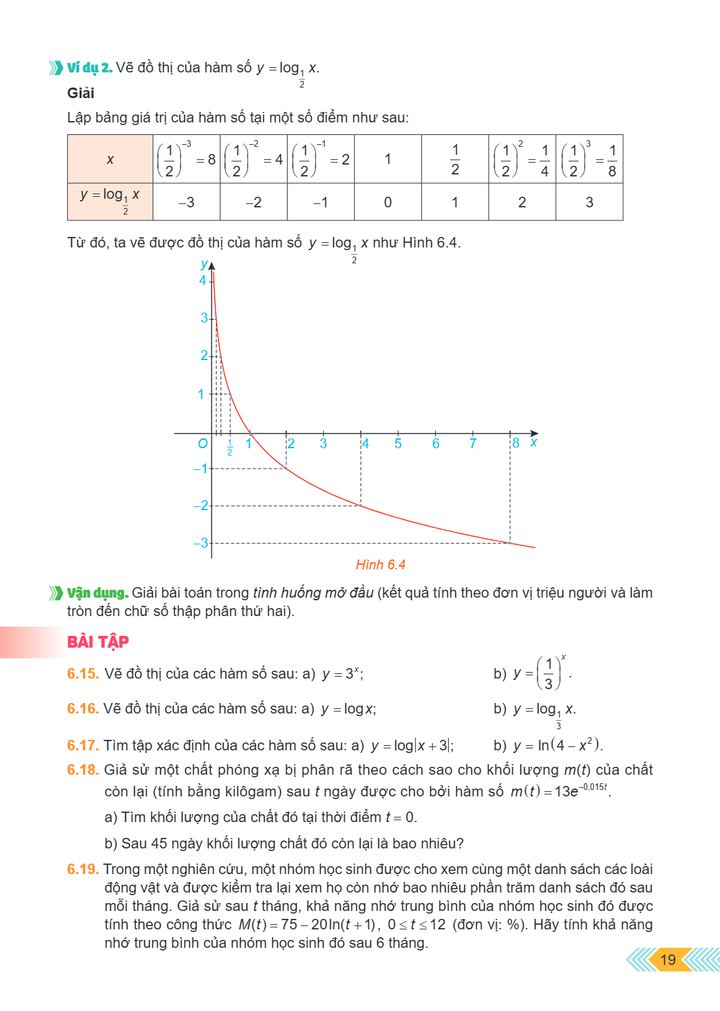 Ví dụ 2. Vẽ đồ thị của hàm số y = log_{1/2} x.
Giải
Lập bảng giá trị của hàm số tại một số điểm như sau:
x (1/2)^{–3} = 8 (1/2)^{–2} = 4 (1/2)^{–1} = 2 1 1/2 (1/2)^2 = 1/4 (1/2)^3 = 1/8
y = log_{1/2} x –3 –2 –1 0 1 2 3
Từ đó, ta vẽ được đồ thị của hàm số y = log_{1/2} x như Hình 6.4.
y
4
3
2
1
O 1/2 1 2 3 4 5 6 7 8 x
–1
–2
–3
Hình 6.4
Vận dụng. Giải bài toán trong tình huống mở đầu (kết quả tính theo đơn vị triệu người và làm
tròn đến chữ số thập phân thứ hai).
BÀI TẬP
6.15. Vẽ đồ thị của các hàm số sau: a) y = 3^x; b) y = (1/3)^x.
6.16. Vẽ đồ thị của các hàm số sau: a) y = log x; b) y = log_{1/3} x.
6.17. Tìm tập xác định của các hàm số sau: a) y = log|x + 3|; b) y = ln(4 – x^2).
6.18. Giả sử một chất phóng xạ bị phân rã theo cách sao cho khối lượng m(t) của chất
còn lại (tính bằng kilôgam) sau t ngày được cho bởi hàm số m(t) = 13e^{–0,015t}.
a) Tìm khối lượng của chất đó tại thời điểm t = 0.
b) Sau 45 ngày khối lượng chất đó còn lại là bao nhiêu?
6.19. Trong một nghiên cứu, một nhóm học sinh được cho xem cùng một danh sách các loài
động vật và được kiểm tra lại xem họ còn nhớ bao nhiêu phần trăm danh sách đó sau
mỗi tháng. Giả sử sau t tháng, khả năng nhớ trung bình của nhóm học sinh đó được
tính theo công thức M(t) = 75 – 20ln(t + 1), 0 ≤ t ≤ 12 (đơn vị: %). Hãy tính khả năng
nhớ trung bình của nhóm học sinh đó sau 6 tháng.
19